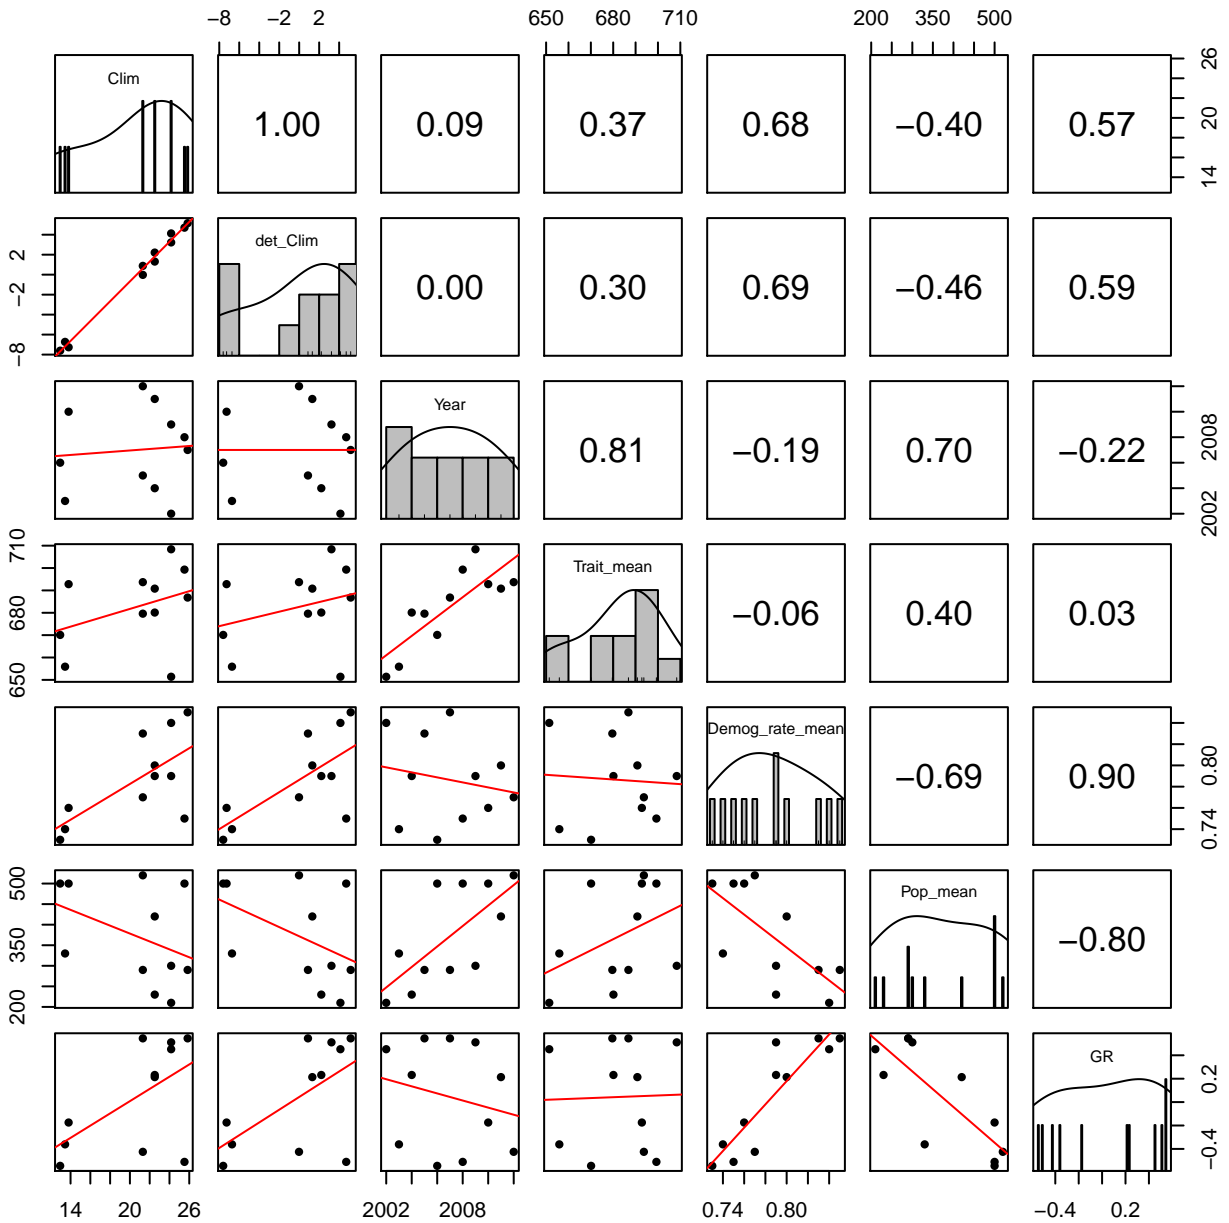 −8 −2 2 650 680 710 200 350 500
Clim 1.00 0.09 0.37 0.68 −0.40 0.57 14 20 26
−8 −2 2 det_Clim 0.00 0.30 0.69 −0.46 0.59
Year 0.81 −0.19 0.70 −0.22 2002 2008
650 680 710 Trait_mean −0.06 0.40 0.03
Demog_rate_mean −0.69 0.90 0.74 0.80
200 350 500 Pop_mean −0.80
GR −0.4 0.2
14 20 26 2002 2008 0.74 0.80 −0.4 0.2